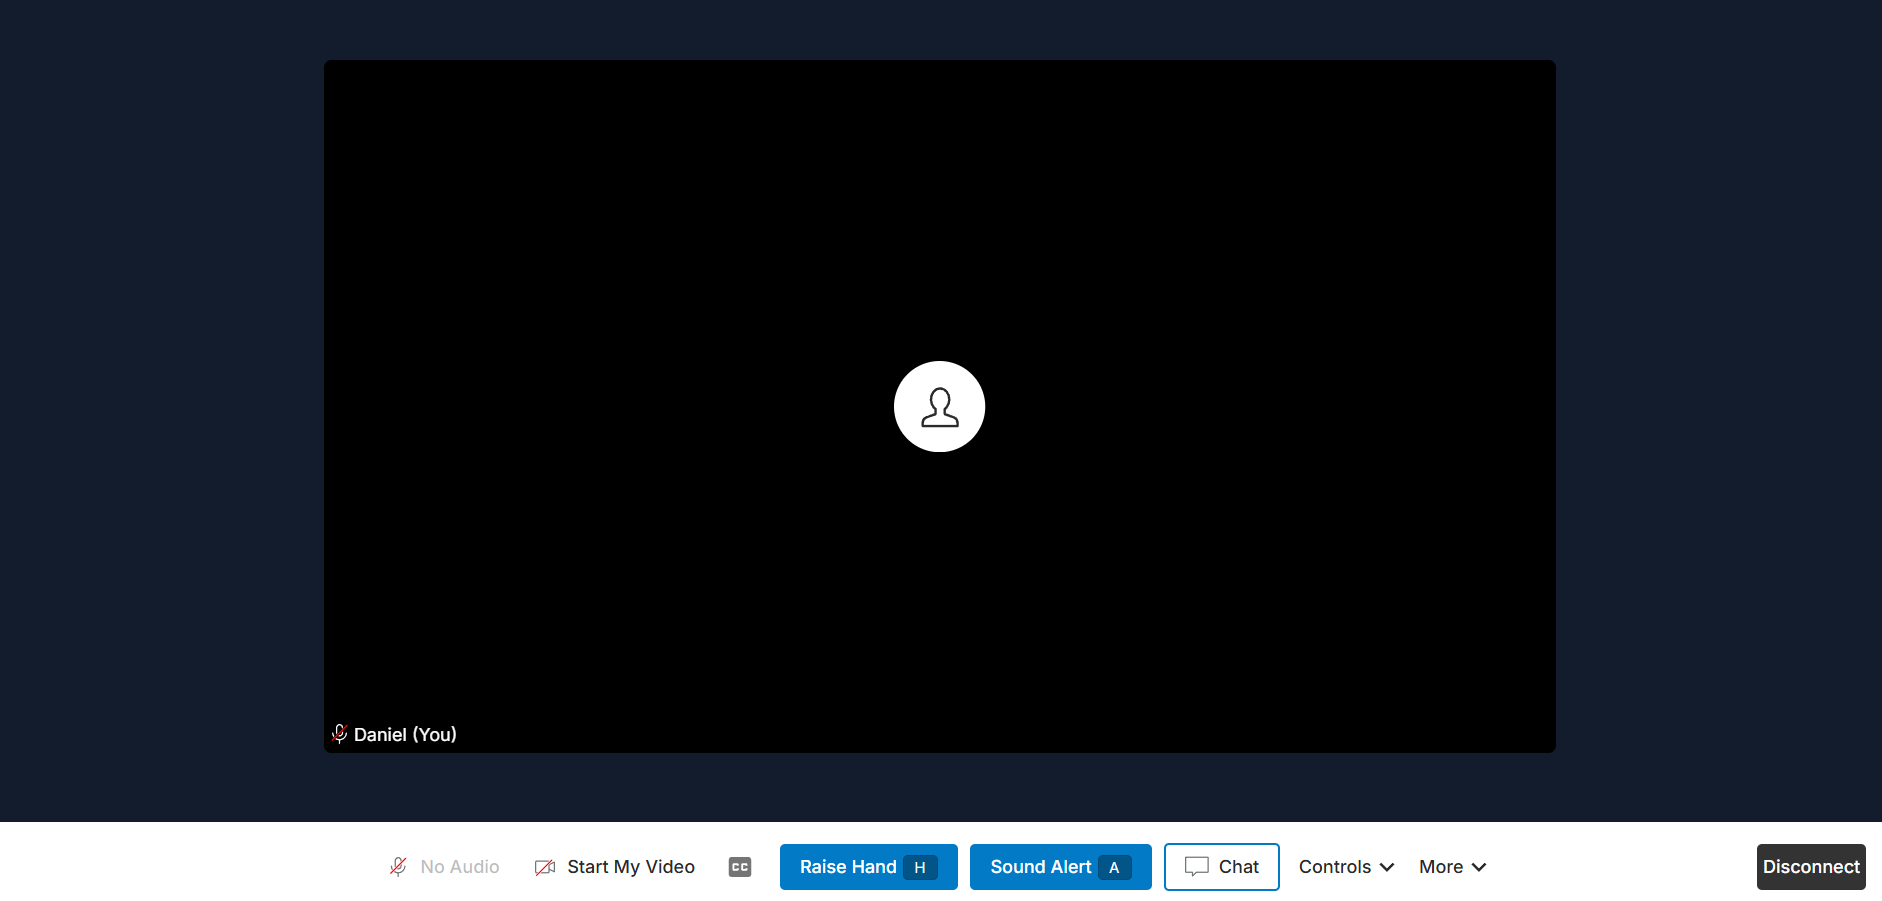 Daniel (You)
No Audio
Start My Video
CC
Raise Hand H
Sound Alert A
Chat
Controls
More
Disconnect